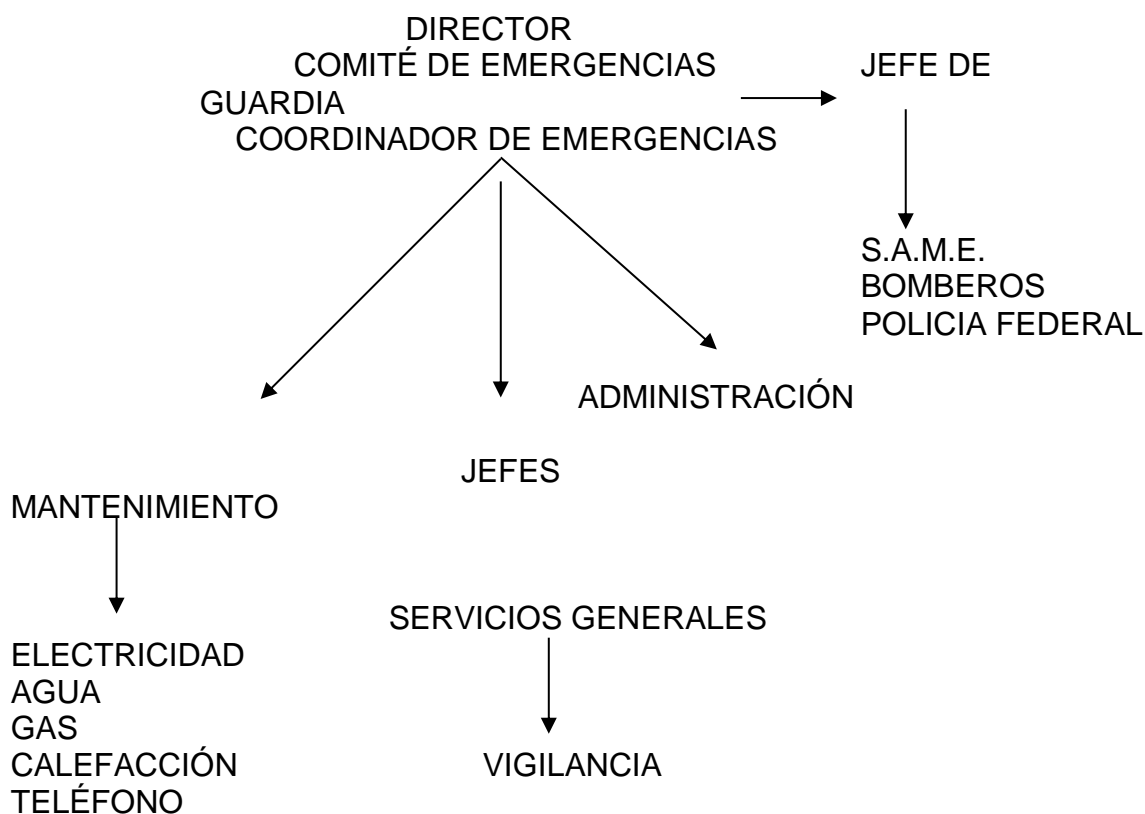 DIRECTOR
COMITÉ DE EMERGENCIAS JEFE DE
GUARDIA
COORDINADOR DE EMERGENCIAS
S.A.M.E.
BOMBEROS
POLICIA FEDERAL
ADMINISTRACIÓN
JEFES
MANTENIMIENTO
SERVICIOS GENERALES
ELECTRICIDAD
AGUA
GAS
CALEFACCIÓN VIGILANCIA
TELÉFONO